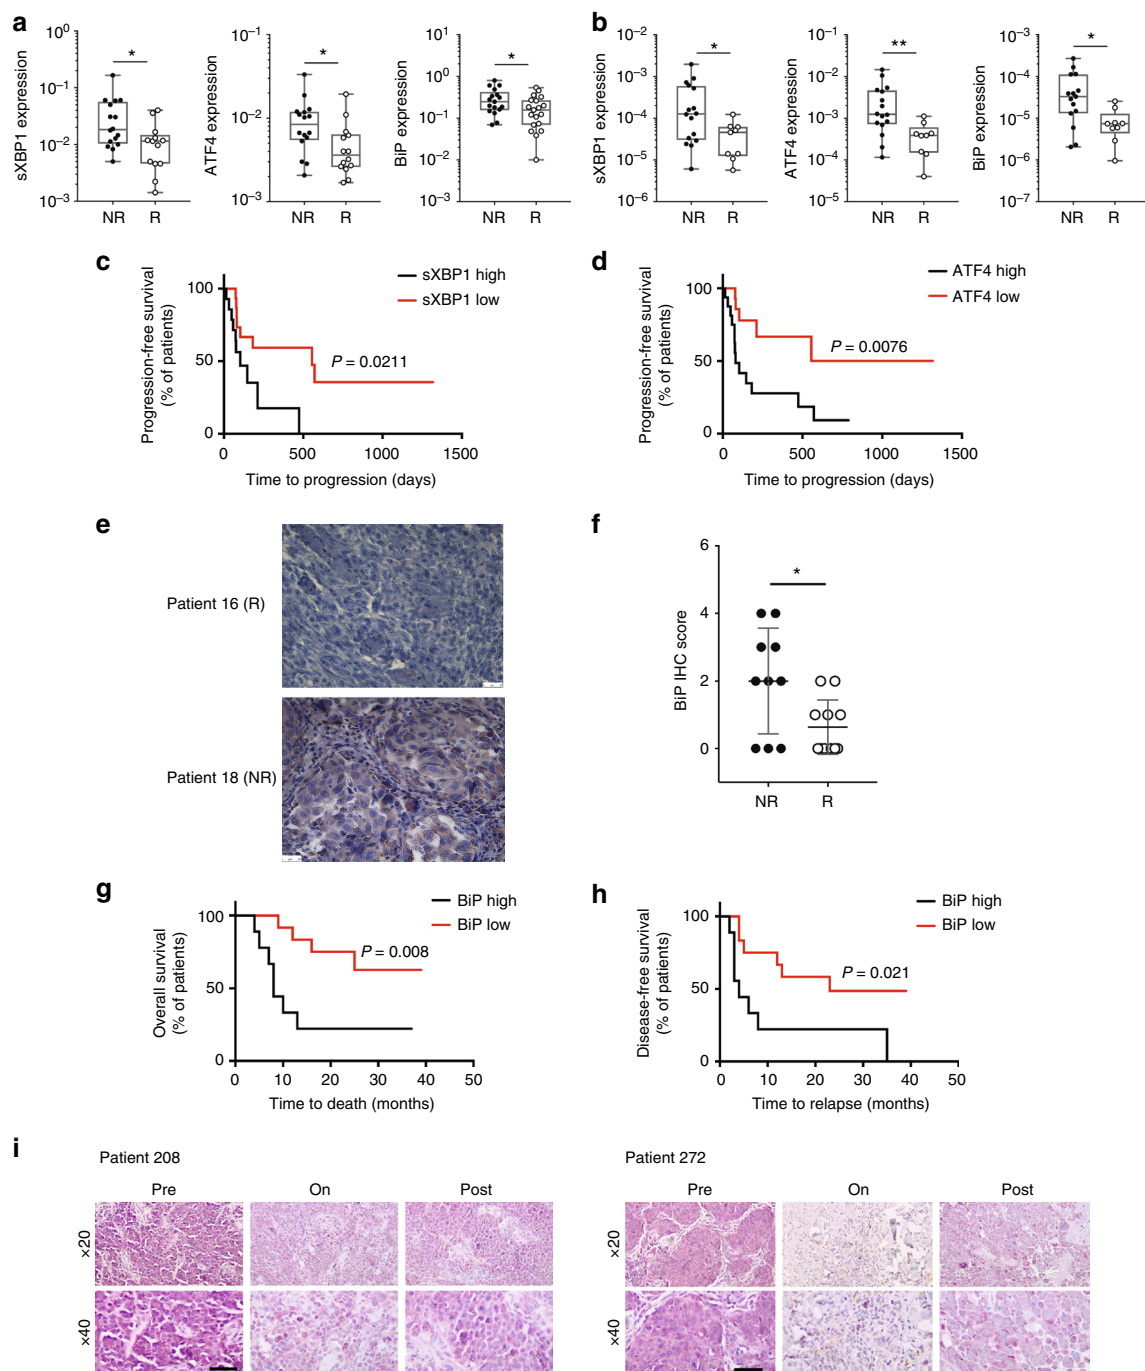 a
sXBP1 expression
10⁰
10⁻¹
10⁻²
10⁻³
*
NR R
ATF4 expression
10⁻¹
10⁻²
10⁻³
*
NR R
BiP expression
10¹
10⁰
10⁻¹
10⁻²
10⁻³
*
NR R
b
sXBP1 expression
10⁻²
10⁻³
10⁻⁴
10⁻⁵
10⁻⁶
*
NR R
ATF4 expression
10⁻¹
10⁻²
10⁻³
10⁻⁴
10⁻⁵
**
NR R
BiP expression
10⁻³
10⁻⁴
10⁻⁵
10⁻⁶
10⁻⁷
*
NR R
c
Progression-free survival
(% of patients)
100
50
0
sXBP1 high
sXBP1 low
P = 0.0211
0 500 1000 1500
Time to progression (days)
d
Progression-free survival
(% of patients)
100
50
0
ATF4 high
ATF4 low
P = 0.0076
0 500 1000 1500
Time to progression (days)
e
Patient 16 (R)
Patient 18 (NR)
f
BiP IHC score
6
4
2
0
*
NR R
g
Overall survival
(% of patients)
100
50
0
BiP high
BiP low
P = 0.008
0 10 20 30 40 50
Time to death (months)
h
Disease-free survival
(% of patients)
100
50
0
BiP high
BiP low
P = 0.021
0 10 20 30 40 50
Time to relapse (months)
i
Patient 208
Pre On Post
×20
×40
Patient 272
Pre On Post
×20
×40